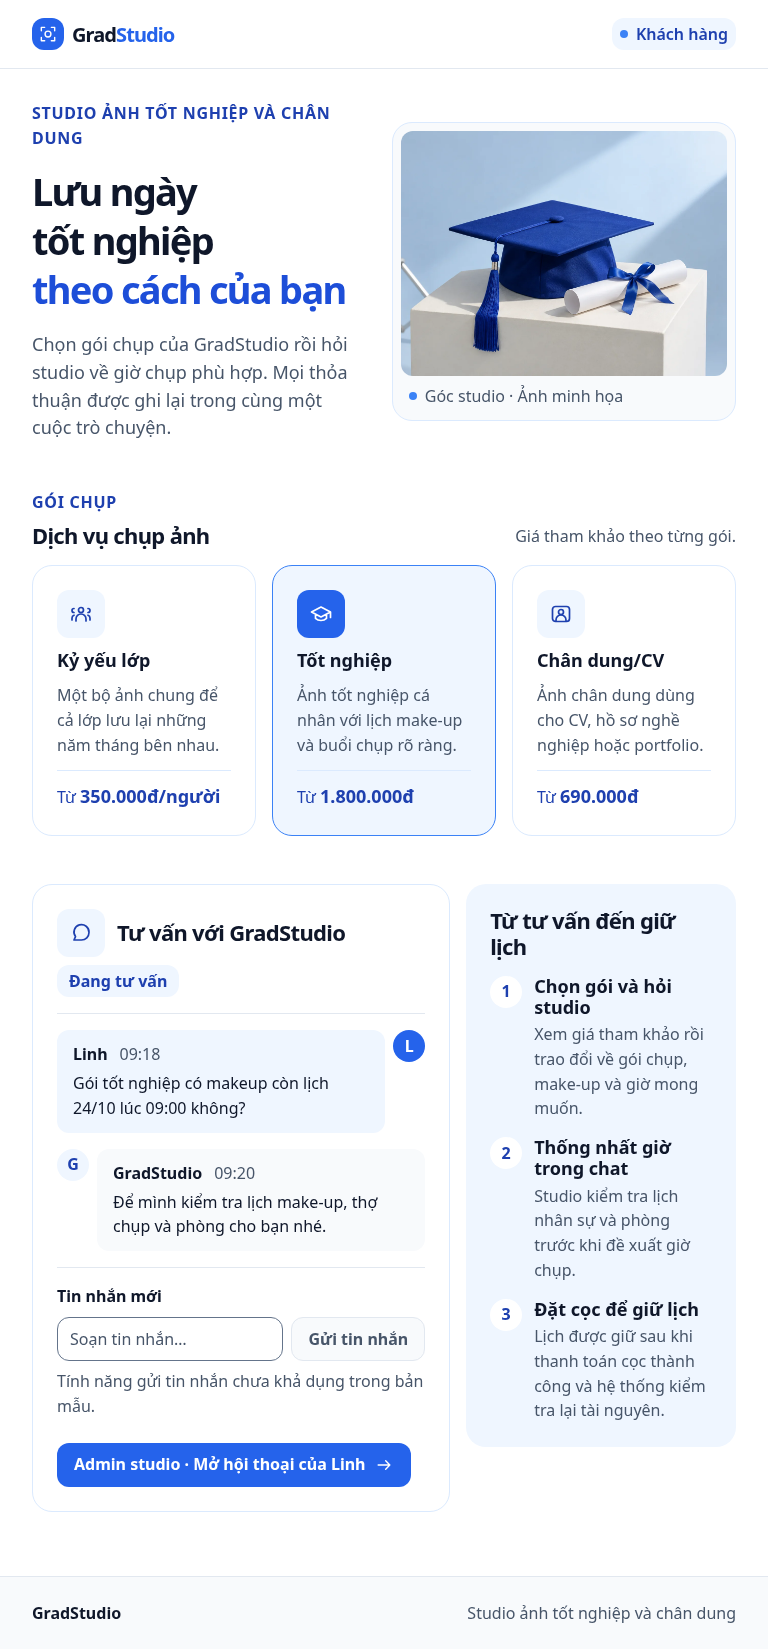 GradStudio
Khách hàng
STUDIO ẢNH TỐT NGHIỆP VÀ CHÂN
DUNG
Lưu ngày
tốt nghiệp
theo cách của bạn
Chọn gói chụp của GradStudio rồi hỏi
studio về giờ chụp phù hợp. Mọi thỏa
thuận được ghi lại trong cùng một
cuộc trò chuyện.
Góc studio · Ảnh minh họa
GÓI CHỤP
Dịch vụ chụp ảnh
Giá tham khảo theo từng gói.
Kỷ yếu lớp
Một bộ ảnh chung để
cả lớp lưu lại những
năm tháng bên nhau.
Từ 350.000đ/người
Tốt nghiệp
Ảnh tốt nghiệp cá
nhân với lịch make-up
và buổi chụp rõ ràng.
Từ 1.800.000đ
Chân dung/CV
Ảnh chân dung dùng
cho CV, hồ sơ nghề
nghiệp hoặc portfolio.
Từ 690.000đ
Tư vấn với GradStudio
Đang tư vấn
Linh 09:18
Gói tốt nghiệp có makeup còn lịch
24/10 lúc 09:00 không?
L
G
GradStudio 09:20
Để mình kiểm tra lịch make-up, thợ
chụp và phòng cho bạn nhé.
Tin nhắn mới
Soạn tin nhắn...
Gửi tin nhắn
Tính năng gửi tin nhắn chưa khả dụng trong bản
mẫu.
Admin studio · Mở hội thoại của Linh →
Từ tư vấn đến giữ
lịch
1
Chọn gói và hỏi
studio
Xem giá tham khảo rồi
trao đổi về gói chụp,
make-up và giờ mong
muốn.
2
Thống nhất giờ
trong chat
Studio kiểm tra lịch
nhân sự và phòng
trước khi đề xuất giờ
chụp.
3
Đặt cọc để giữ lịch
Lịch được giữ sau khi
thanh toán cọc thành
công và hệ thống kiểm
tra lại tài nguyên.
GradStudio
Studio ảnh tốt nghiệp và chân dung